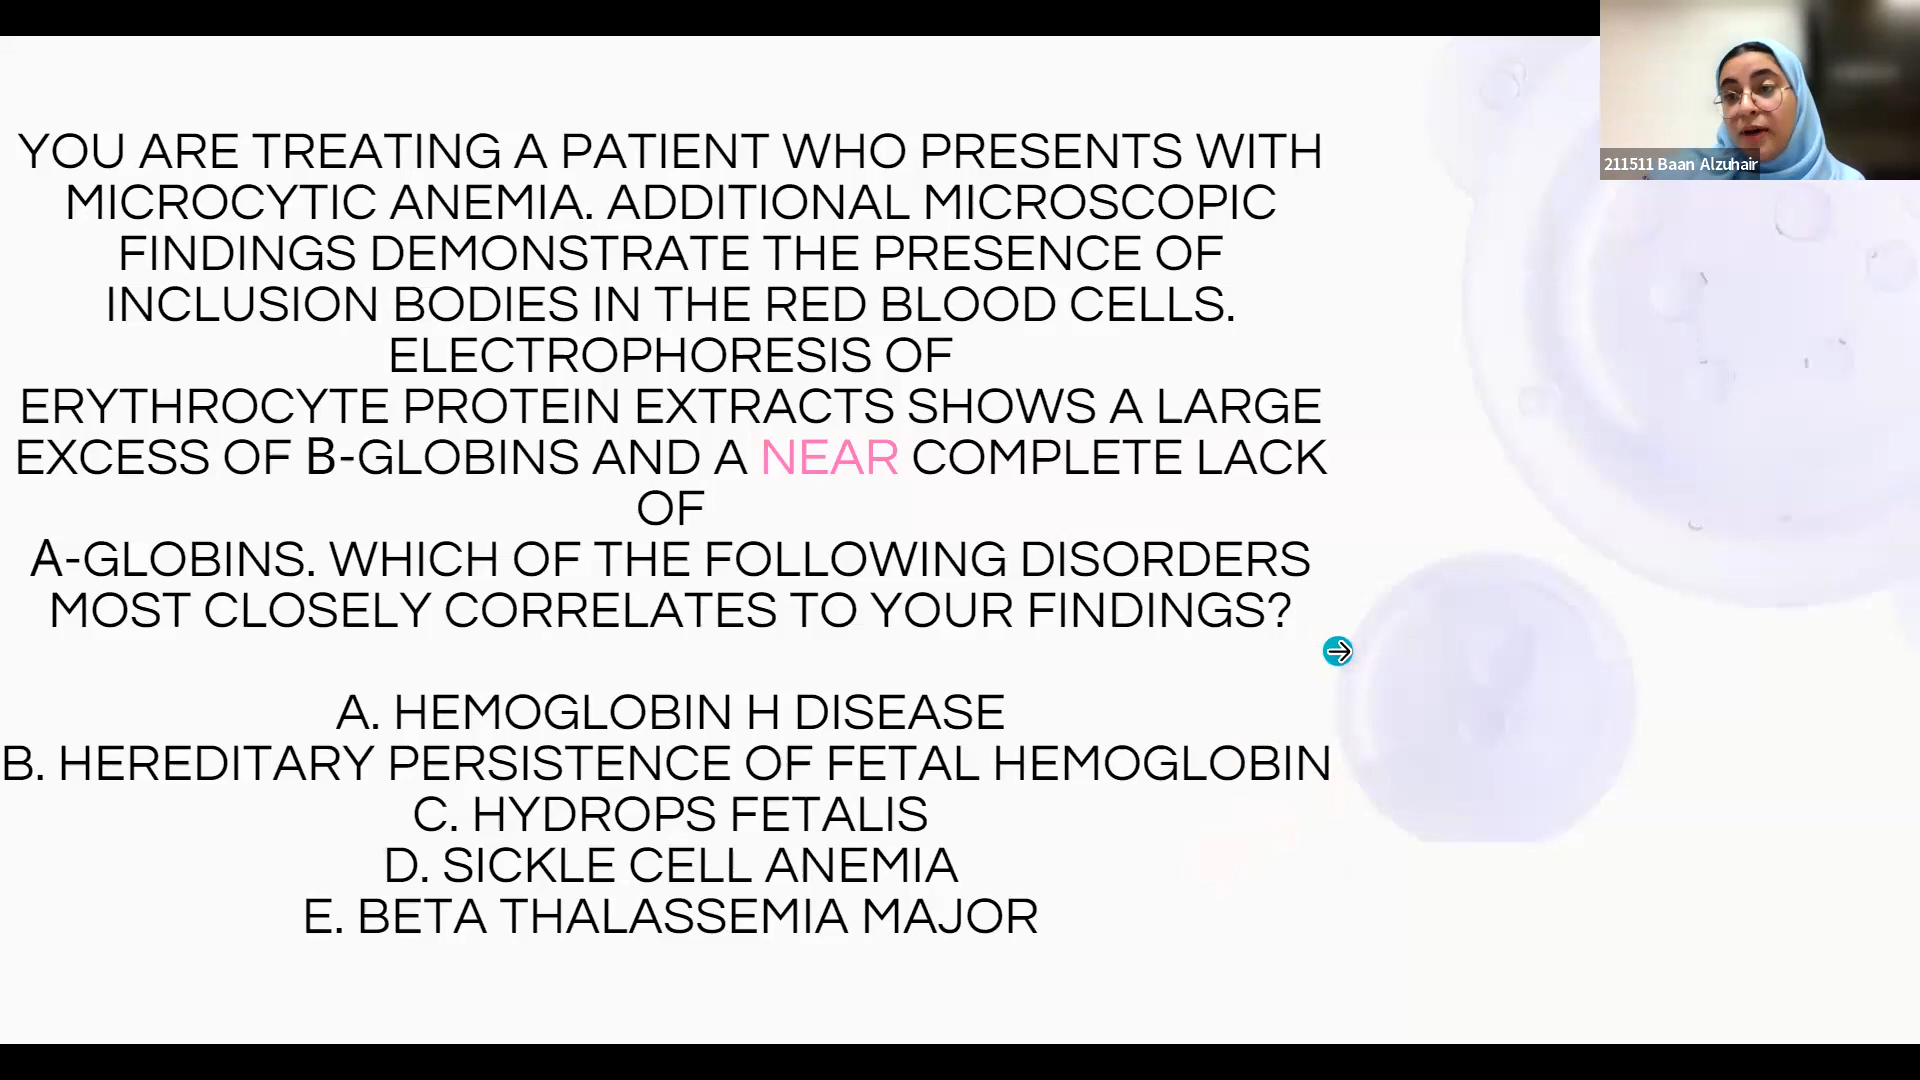 211511 Baan Alzuhair
YOU ARE TREATING A PATIENT WHO PRESENTS WITH
MICROCYTIC ANEMIA. ADDITIONAL MICROSCOPIC
FINDINGS DEMONSTRATE THE PRESENCE OF
INCLUSION BODIES IN THE RED BLOOD CELLS.
ELECTROPHORESIS OF
ERYTHROCYTE PROTEIN EXTRACTS SHOWS A LARGE
EXCESS OF Β-GLOBINS AND A NEAR COMPLETE LACK
OF
Α-GLOBINS. WHICH OF THE FOLLOWING DISORDERS
MOST CLOSELY CORRELATES TO YOUR FINDINGS?
A. HEMOGLOBIN H DISEASE
B. HEREDITARY PERSISTENCE OF FETAL HEMOGLOBIN
C. HYDROPS FETALIS
D. SICKLE CELL ANEMIA
E. BETA THALASSEMIA MAJOR